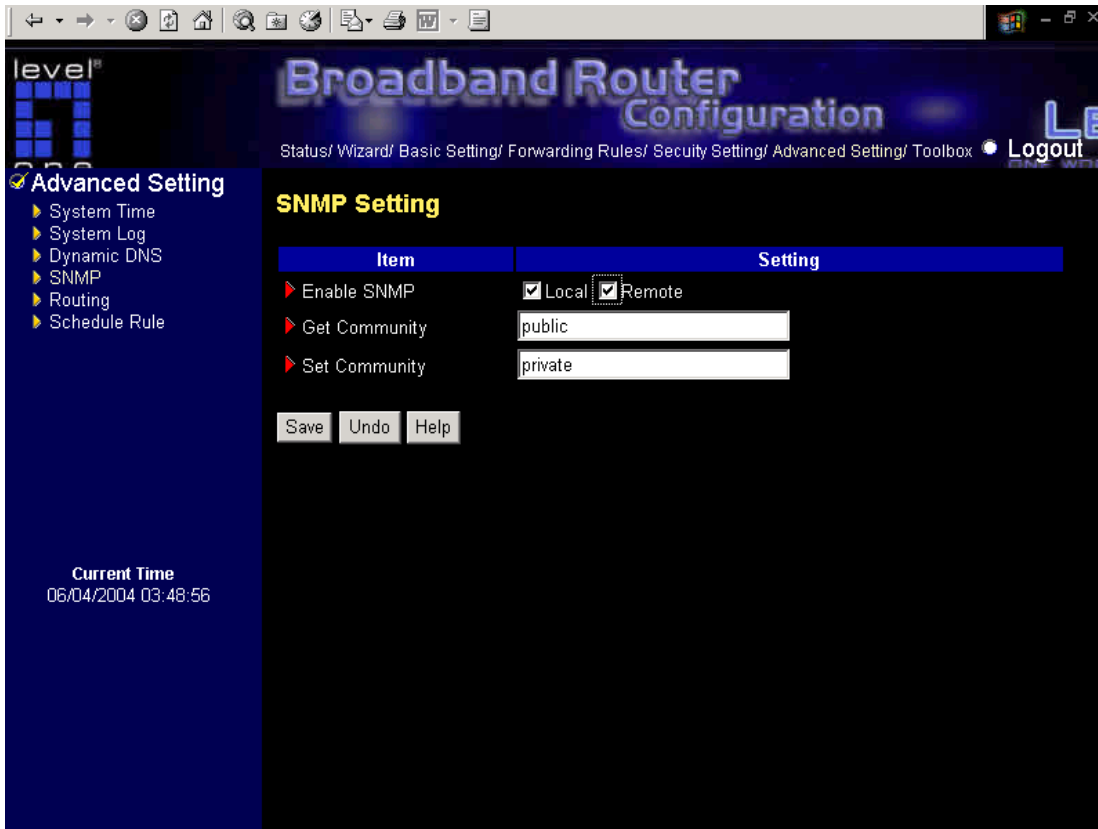 level®
one
Broadband Router
Configuration
Status/ Wizard/ Basic Setting/ Forwarding Rules/ Secuity Setting/ Advanced Setting/ Toolbox
Logout
Advanced Setting
System Time
System Log
Dynamic DNS
SNMP
Routing
Schedule Rule
Current Time
06/04/2004 03:48:56
SNMP Setting
Item Setting
Enable SNMP Local Remote
Get Community public
Set Community private
Save Undo Help